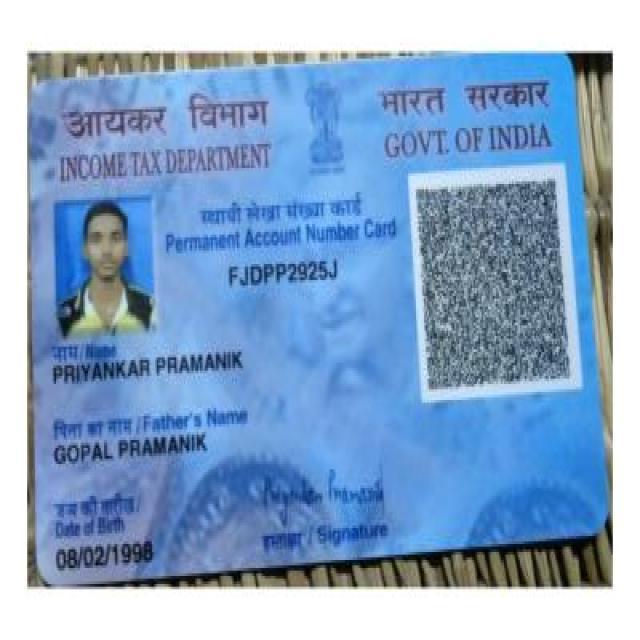 आयकर विभाग
INCOME TAX DEPARTMENT
भारत सरकार
GOVT. OF INDIA
स्थायी लेखा संख्या कार्ड
Permanent Account Number Card
FJDPP2925J
नाम / Name
PRIYANKAR PRAMANIK
पिता का नाम / Father's Name
GOPAL PRAMANIK
जन्म की तारीख /
Date of Birth
08/02/1998
Priyankar Pramanik
हस्ताक्षर / Signature